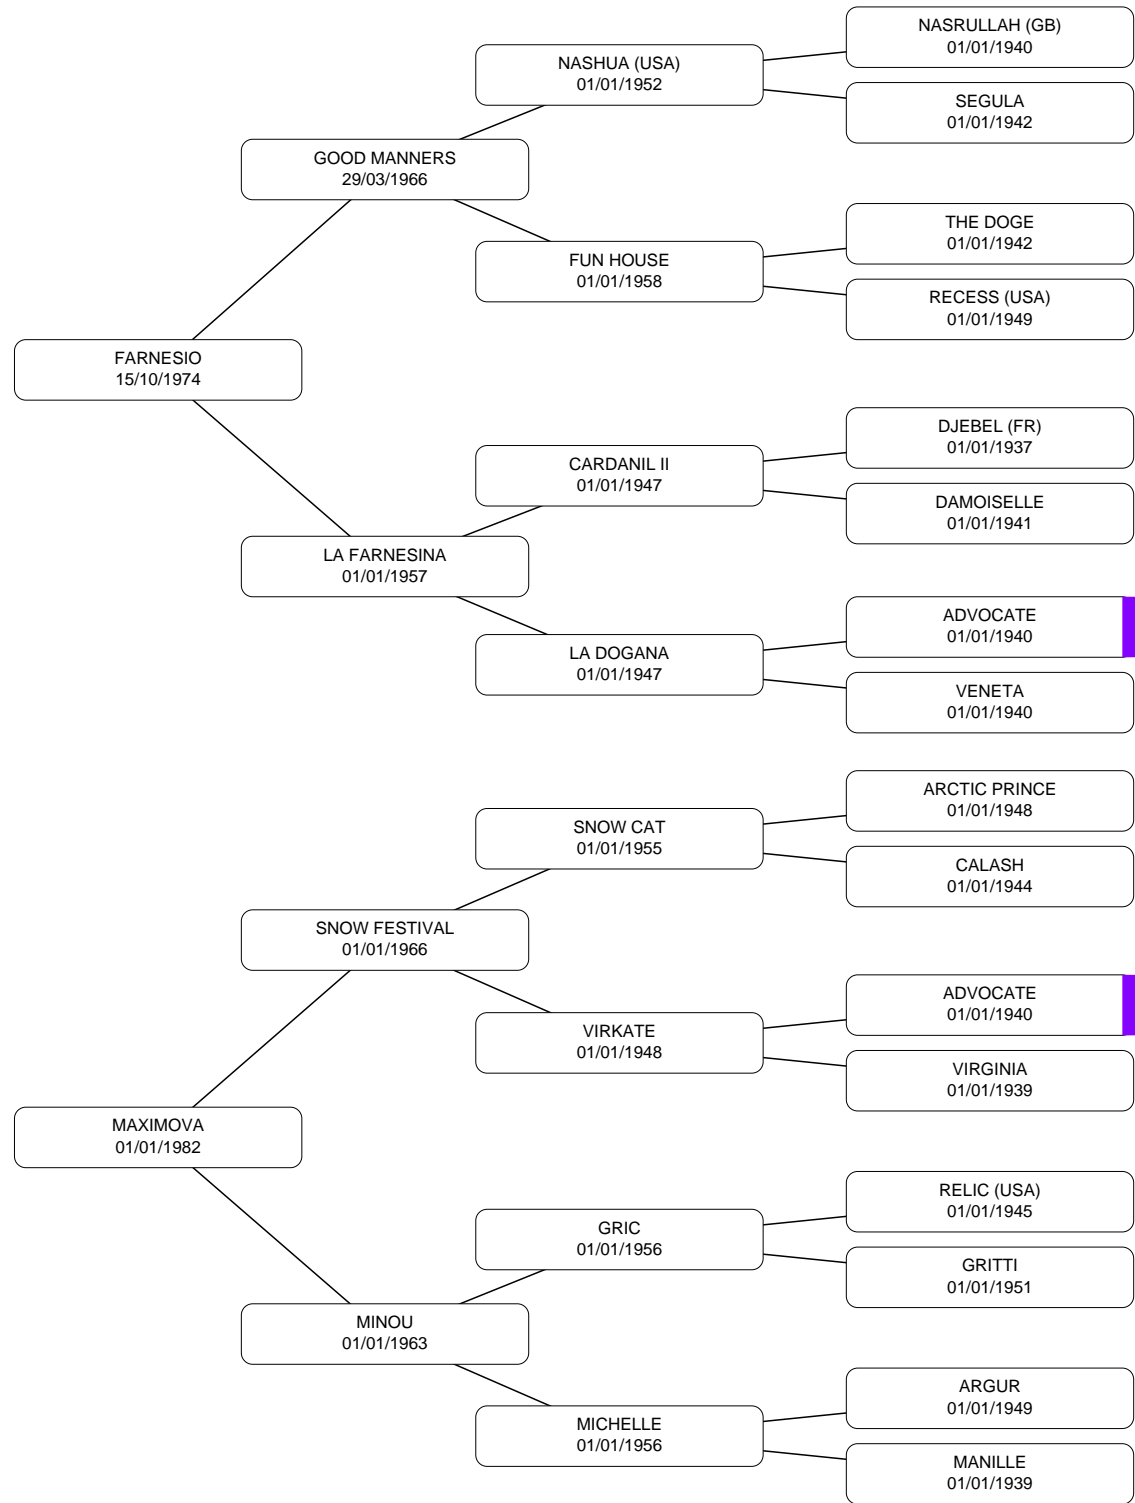 NASRULLAH (GB)
01/01/1940
NASHUA (USA)
01/01/1952
SEGULA
01/01/1942
GOOD MANNERS
29/03/1966
THE DOGE
01/01/1942
FUN HOUSE
01/01/1958
RECESS (USA)
01/01/1949
FARNESIO
15/10/1974
DJEBEL (FR)
01/01/1937
CARDANIL II
01/01/1947
DAMOISELLE
01/01/1941
LA FARNESINA
01/01/1957
ADVOCATE
01/01/1940
LA DOGANA
01/01/1947
VENETA
01/01/1940
ARCTIC PRINCE
01/01/1948
SNOW CAT
01/01/1955
CALASH
01/01/1944
SNOW FESTIVAL
01/01/1966
ADVOCATE
01/01/1940
VIRKATE
01/01/1948
VIRGINIA
01/01/1939
MAXIMOVA
01/01/1982
RELIC (USA)
01/01/1945
GRIC
01/01/1956
GRITTI
01/01/1951
MINOU
01/01/1963
ARGUR
01/01/1949
MICHELLE
01/01/1956
MANILLE
01/01/1939